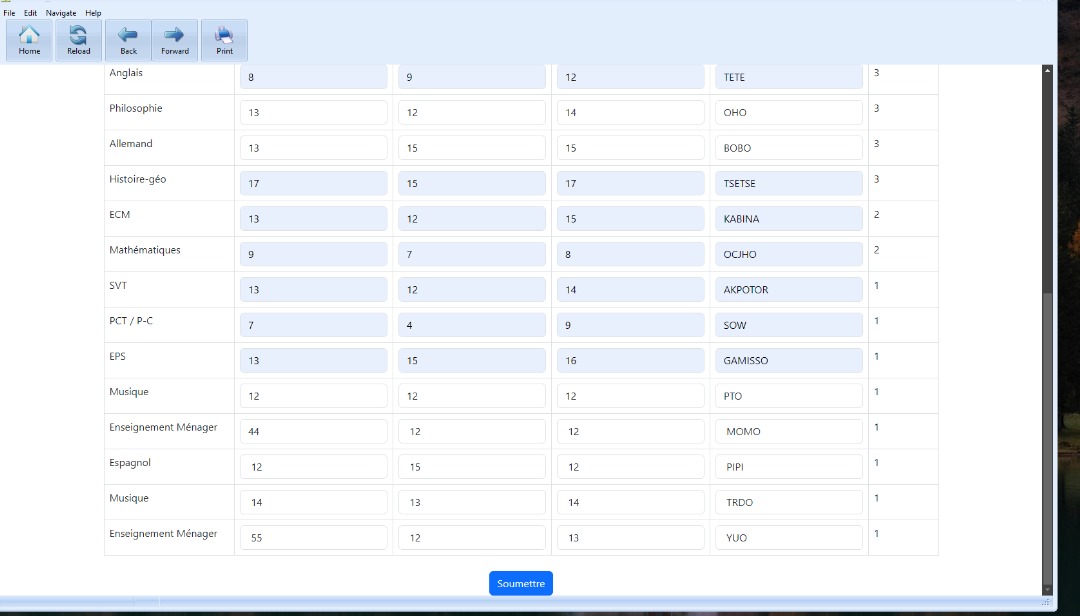 File Edit Navigate Help
Home Reload Back Forward Print
Anglais 8 9 12 TETE 3
Philosophie 13 12 14 OHO 3
Allemand 13 15 15 BOBO 3
Histoire-géo 17 15 17 TSETSE 3
ECM 13 12 15 KABINA 2
Mathématiques 9 7 8 OCJHO 2
SVT 13 12 14 AKPOTOR 1
PCT / P-C 7 4 9 SOW 1
EPS 13 15 16 GAMISSO 1
Musique 12 12 12 PTO 1
Enseignement Ménager 44 12 12 MOMO 1
Espagnol 12 15 12 PIPI 1
Musique 14 13 14 TRDO 1
Enseignement Ménager 55 12 13 YUO 1
Soumettre